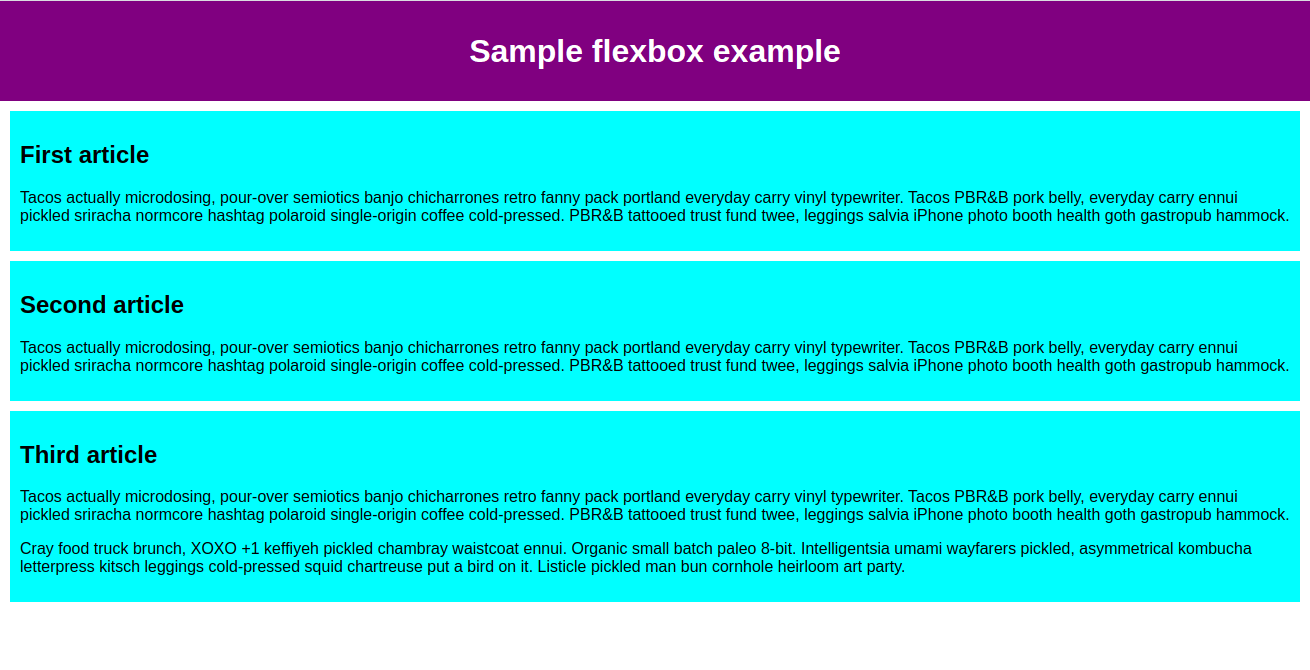 Sample flexbox example
First article
Tacos actually microdosing, pour-over semiotics banjo chicharrones retro fanny pack portland everyday carry vinyl typewriter. Tacos PBR&B pork belly, everyday carry ennui
pickled sriracha normcore hashtag polaroid single-origin coffee cold-pressed. PBR&B tattooed trust fund twee, leggings salvia iPhone photo booth health goth gastropub hammock.
Second article
Tacos actually microdosing, pour-over semiotics banjo chicharrones retro fanny pack portland everyday carry vinyl typewriter. Tacos PBR&B pork belly, everyday carry ennui
pickled sriracha normcore hashtag polaroid single-origin coffee cold-pressed. PBR&B tattooed trust fund twee, leggings salvia iPhone photo booth health goth gastropub hammock.
Third article
Tacos actually microdosing, pour-over semiotics banjo chicharrones retro fanny pack portland everyday carry vinyl typewriter. Tacos PBR&B pork belly, everyday carry ennui
pickled sriracha normcore hashtag polaroid single-origin coffee cold-pressed. PBR&B tattooed trust fund twee, leggings salvia iPhone photo booth health goth gastropub hammock.
Cray food truck brunch, XOXO +1 keffiyeh pickled chambray waistcoat ennui. Organic small batch paleo 8-bit. Intelligentsia umami wayfarers pickled, asymmetrical kombucha
letterpress kitsch leggings cold-pressed squid chartreuse put a bird on it. Listicle pickled man bun cornhole heirloom art party.